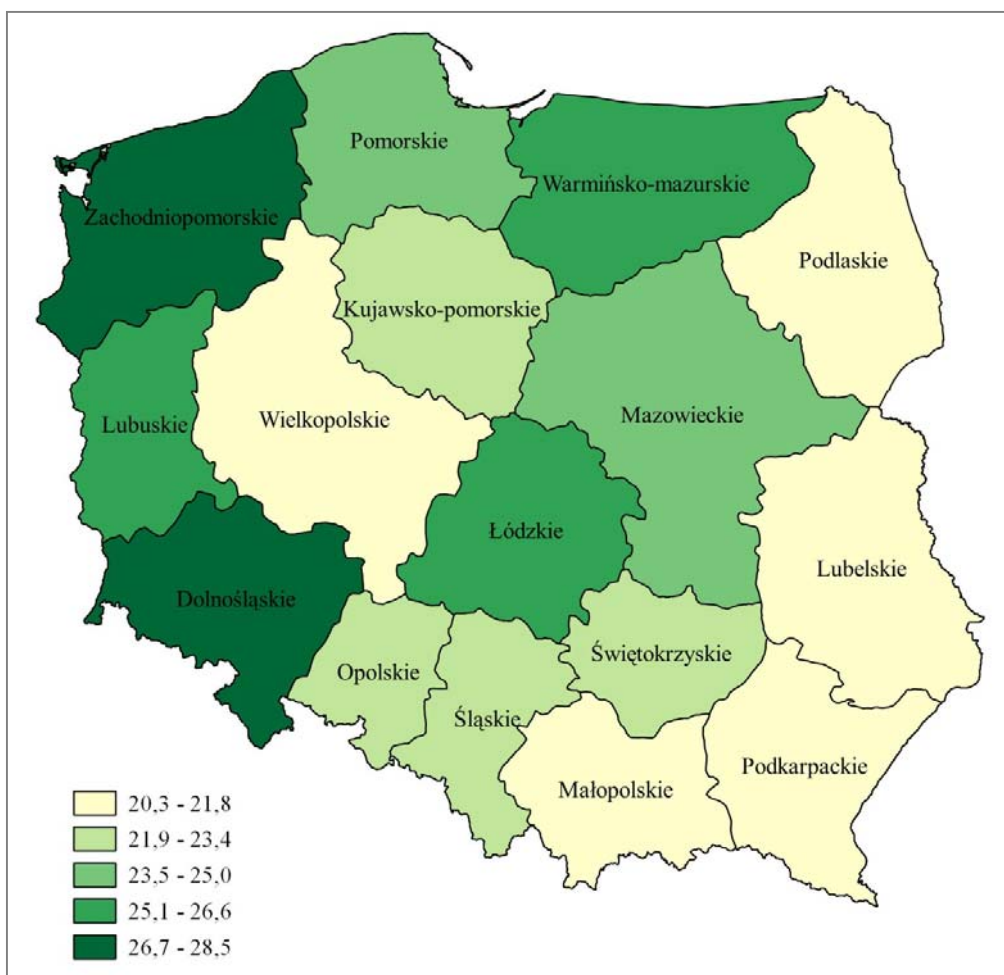 Pomorskie
Warmińsko-mazurskie
Zachodniopomorskie
Podlaskie
Kujawsko-pomorskie
Mazowieckie
Wielkopolskie
Lubuskie
Łódzkie
Lubelskie
Dolnośląskie
Świętokrzyskie
Opolskie
Śląskie
Podkarpackie
Małopolskie
20,3 - 21,8
21,9 - 23,4
23,5 - 25,0
25,1 - 26,6
26,7 - 28,5